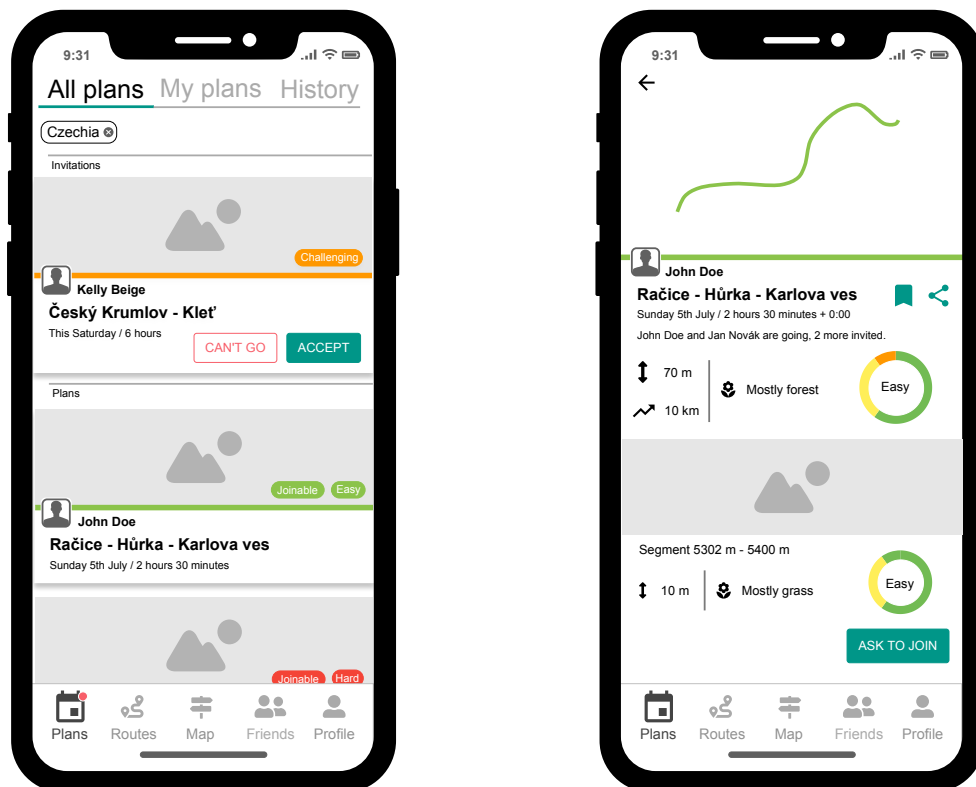 9:31
All plans My plans History
Czechia
Invitations
Challenging
Kelly Beige
Český Krumlov - Kleť
This Saturday / 6 hours
CAN'T GO ACCEPT
Plans
Joinable Easy
John Doe
Račice - Hůrka - Karlova ves
Sunday 5th July / 2 hours 30 minutes
Joinable Hard
Plans Routes Map Friends Profile
9:31
John Doe
Račice - Hůrka - Karlova ves
Sunday 5th July / 2 hours 30 minutes + 0:00
John Doe and Jan Novák are going, 2 more invited.
70 m
10 km
Mostly forest
Easy
Segment 5302 m - 5400 m
10 m
Mostly grass
Easy
ASK TO JOIN
Plans Routes Map Friends Profile